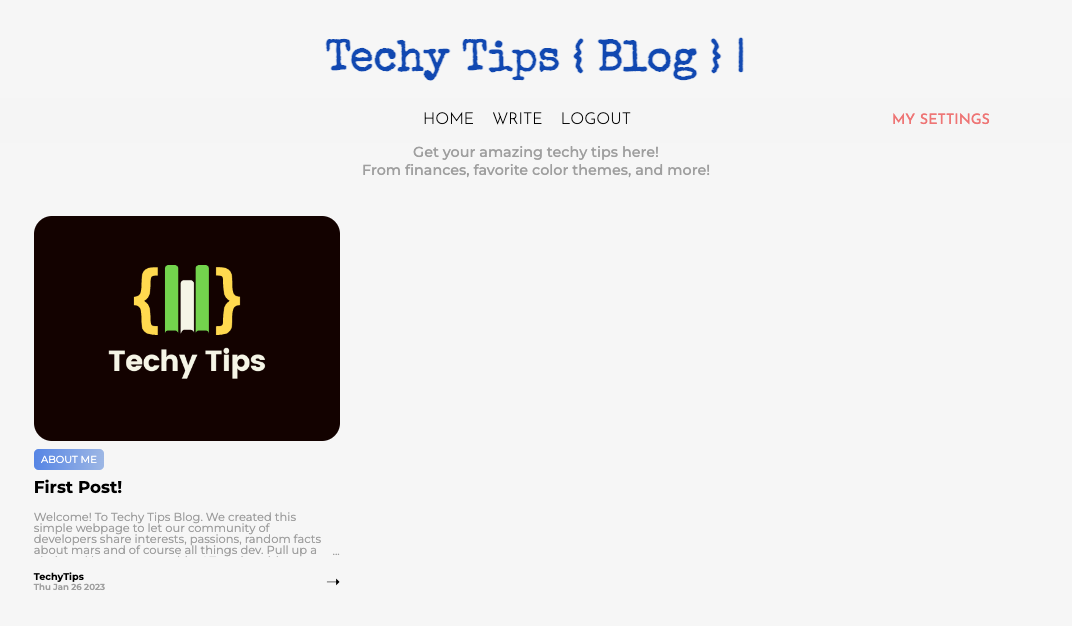 Techy Tips { Blog } |
HOME WRITE LOGOUT MY SETTINGS
Get your amazing techy tips here!
From finances, favorite color themes, and more!
{ }
Techy Tips
ABOUT ME
First Post!
Welcome! To Techy Tips Blog. We created this
simple webpage to let our community of
developers share interests, passions, random facts
about mars and of course all things dev. Pull up a
...
TechyTips
Thu Jan 26 2023